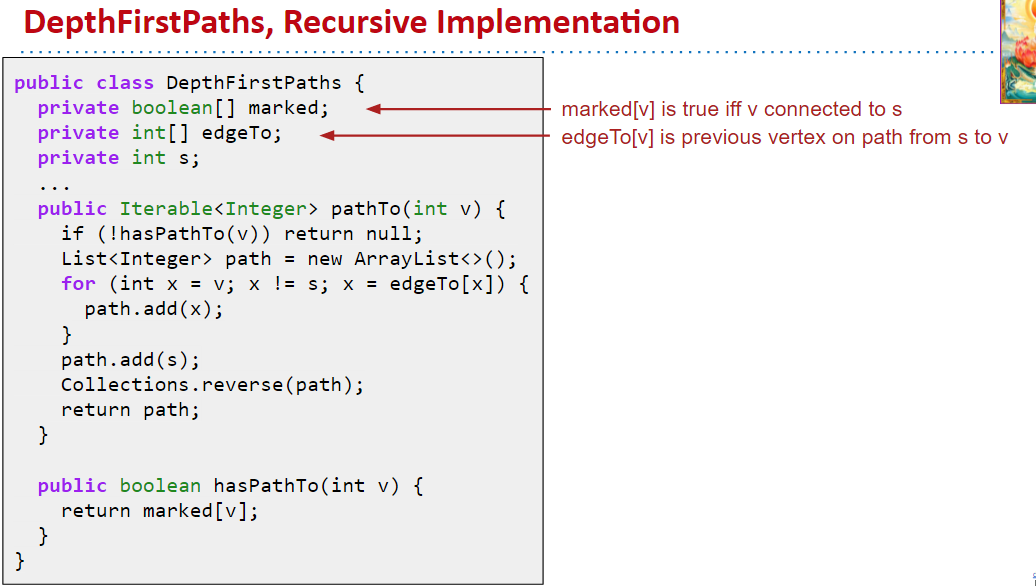 DepthFirstPaths, Recursive Implementation
public class DepthFirstPaths {
private boolean[] marked;
marked[v] is true iff v connected to s
private int[] edgeTo;
edgeTo[v] is previous vertex on path from s to v
private int s;
...
public Iterable<Integer> pathTo(int v) {
if (!hasPathTo(v)) return null;
List<Integer> path = new ArrayList<>();
for (int x = v; x != s; x = edgeTo[x]) {
path.add(x);
}
path.add(s);
Collections.reverse(path);
return path;
}
public boolean hasPathTo(int v) {
return marked[v];
}
}